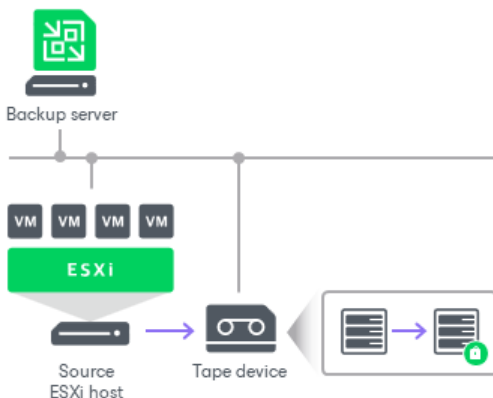 Backup server
VM VM VM VM
ESXi
Source
ESXi host
Tape device